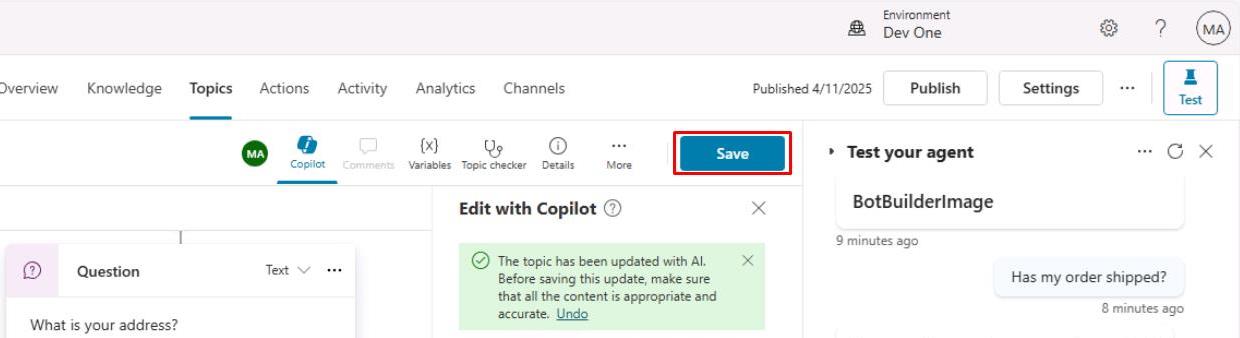 Environment
Dev One
MA
Overview Knowledge Topics Actions Activity Analytics Channels Published 4/11/2025 Publish Settings ... Test
MA Copilot Comments {x} Variables Topic checker Details More Save
Test your agent
Edit with Copilot
BotBuilderImage
9 minutes ago
The topic has been updated with AI.
Before saving this update, make sure
that all the content is appropriate and
accurate. Undo
Question Text
What is your address?
Has my order shipped?
8 minutes ago